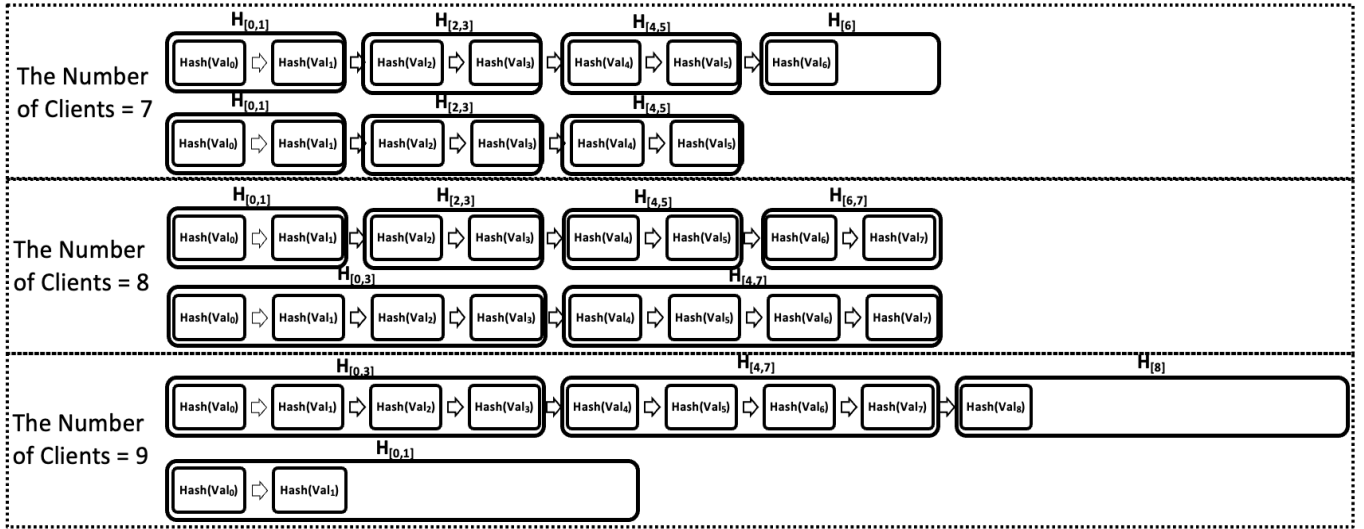 H[0,1] H[2,3] H[4,5] H[6]
The Number of Clients = 7
Hash(Val0) Hash(Val1) Hash(Val2) Hash(Val3) Hash(Val4) Hash(Val5) Hash(Val6)
H[0,1] H[2,3] H[4,5]
Hash(Val0) Hash(Val1) Hash(Val2) Hash(Val3) Hash(Val4) Hash(Val5)
H[0,1] H[2,3] H[4,5] H[6,7]
The Number of Clients = 8
Hash(Val0) Hash(Val1) Hash(Val2) Hash(Val3) Hash(Val4) Hash(Val5) Hash(Val6) Hash(Val7)
H[0,3] H[4,7]
Hash(Val0) Hash(Val1) Hash(Val2) Hash(Val3) Hash(Val4) Hash(Val5) Hash(Val6) Hash(Val7)
H[0,3] H[4,7] H[8]
The Number of Clients = 9
Hash(Val0) Hash(Val1) Hash(Val2) Hash(Val3) Hash(Val4) Hash(Val5) Hash(Val6) Hash(Val7) Hash(Val8)
H[0,1]
Hash(Val0) Hash(Val1)